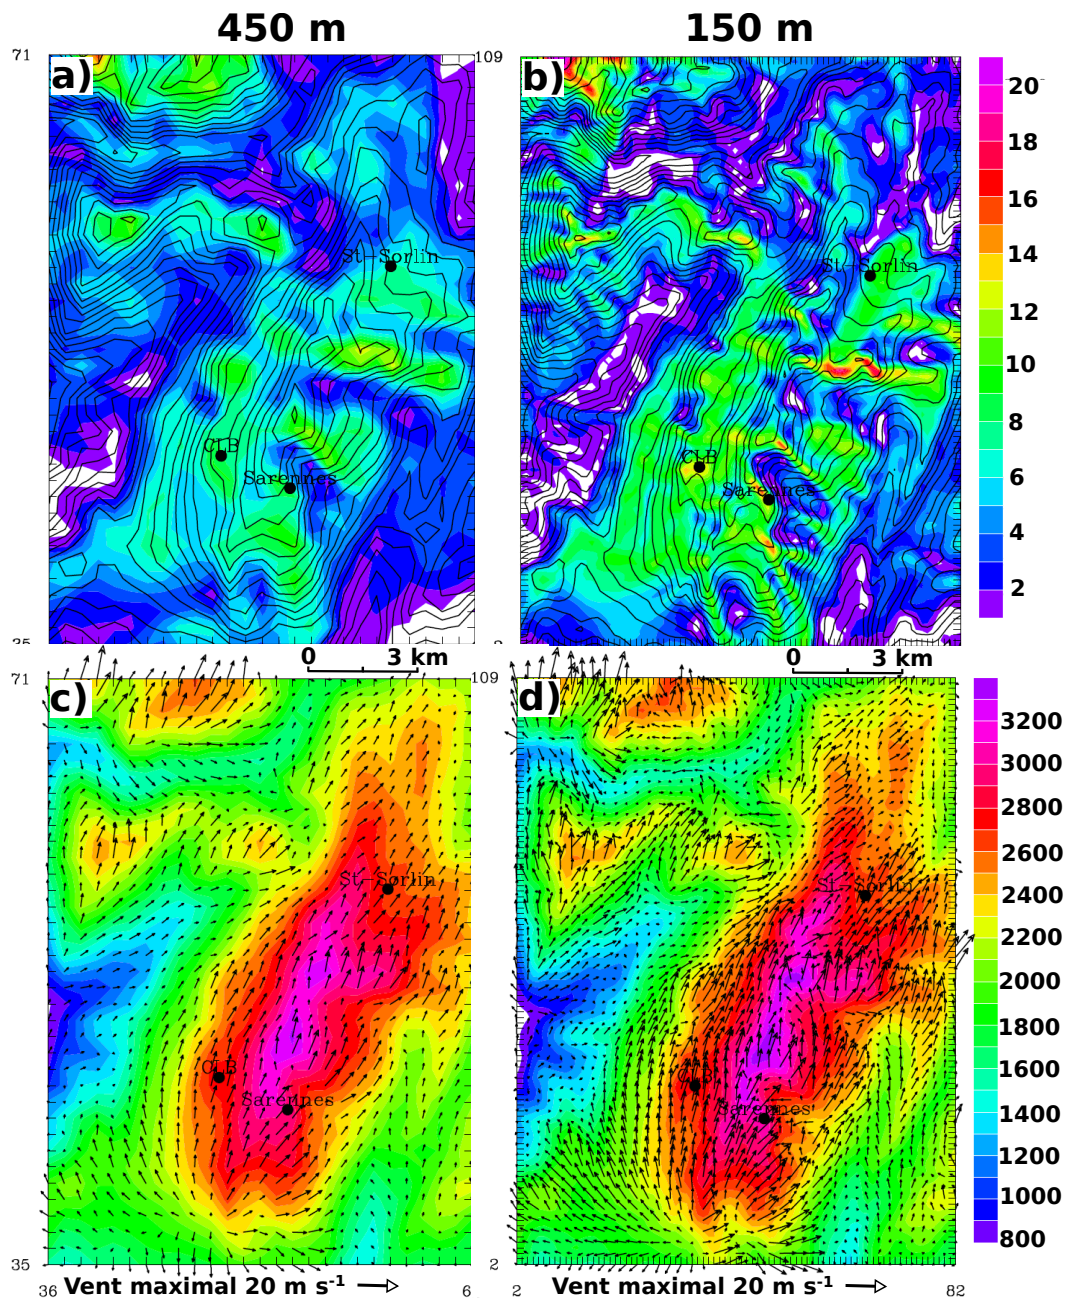 450 m
150 m
71
109
a)
b)
St-Sorlin
St-Sorlin
CLB
CLB
Sarennes
Sarennes
20
18
16
14
12
10
8
6
4
2
0 3 km
0 3 km
71
109
c)
d)
St-Sorlin
St-Sorlin
CLB
CLB
Sarennes
Sarennes
3200
3000
2800
2600
2400
2200
2000
1800
1600
1400
1200
1000
800
35
2
36
6
2
82
Vent maximal 20 m s⁻¹
Vent maximal 20 m s⁻¹